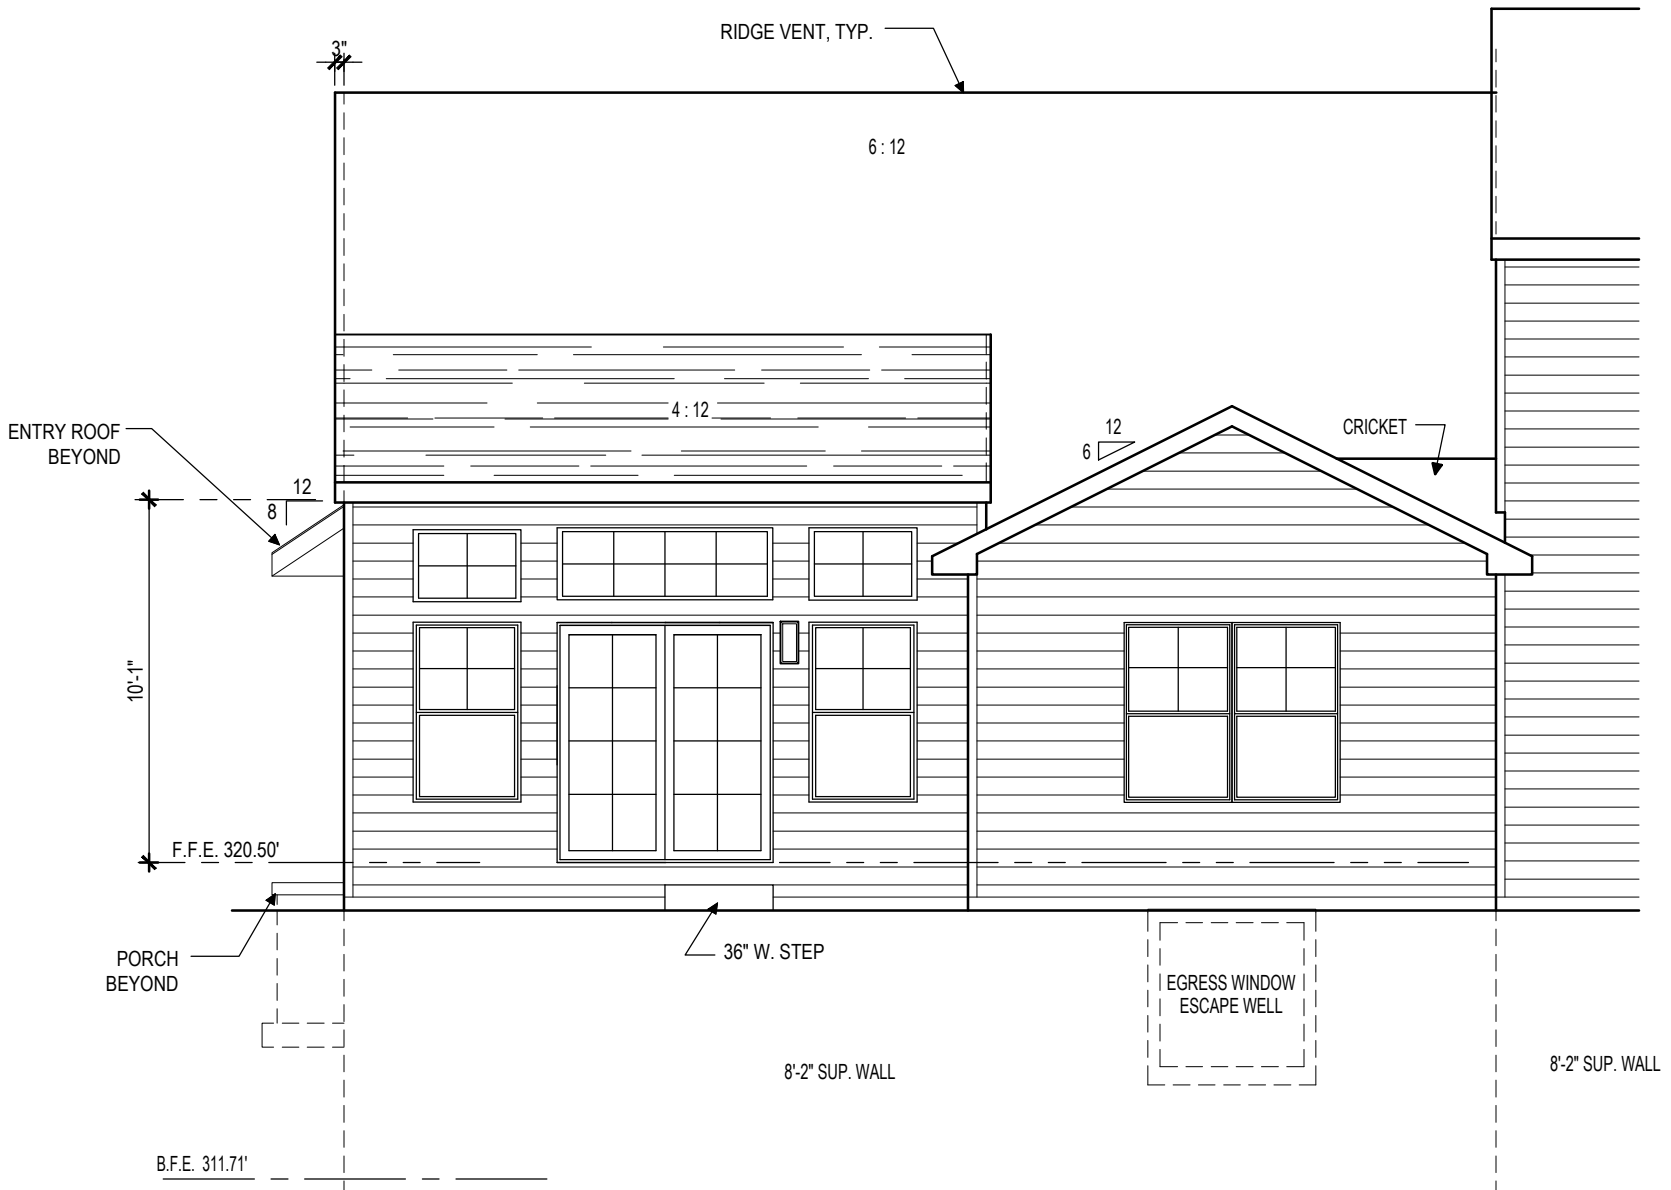 RIDGE VENT, TYP.
3"
6 : 12
4 : 12
ENTRY ROOF
BEYOND
12
8
12
6
CRICKET
10'-1"
F.F.E. 320.50'
PORCH
BEYOND
36" W. STEP
EGRESS WINDOW
ESCAPE WELL
8'-2" SUP. WALL
8'-2" SUP. WALL
B.F.E. 311.71'